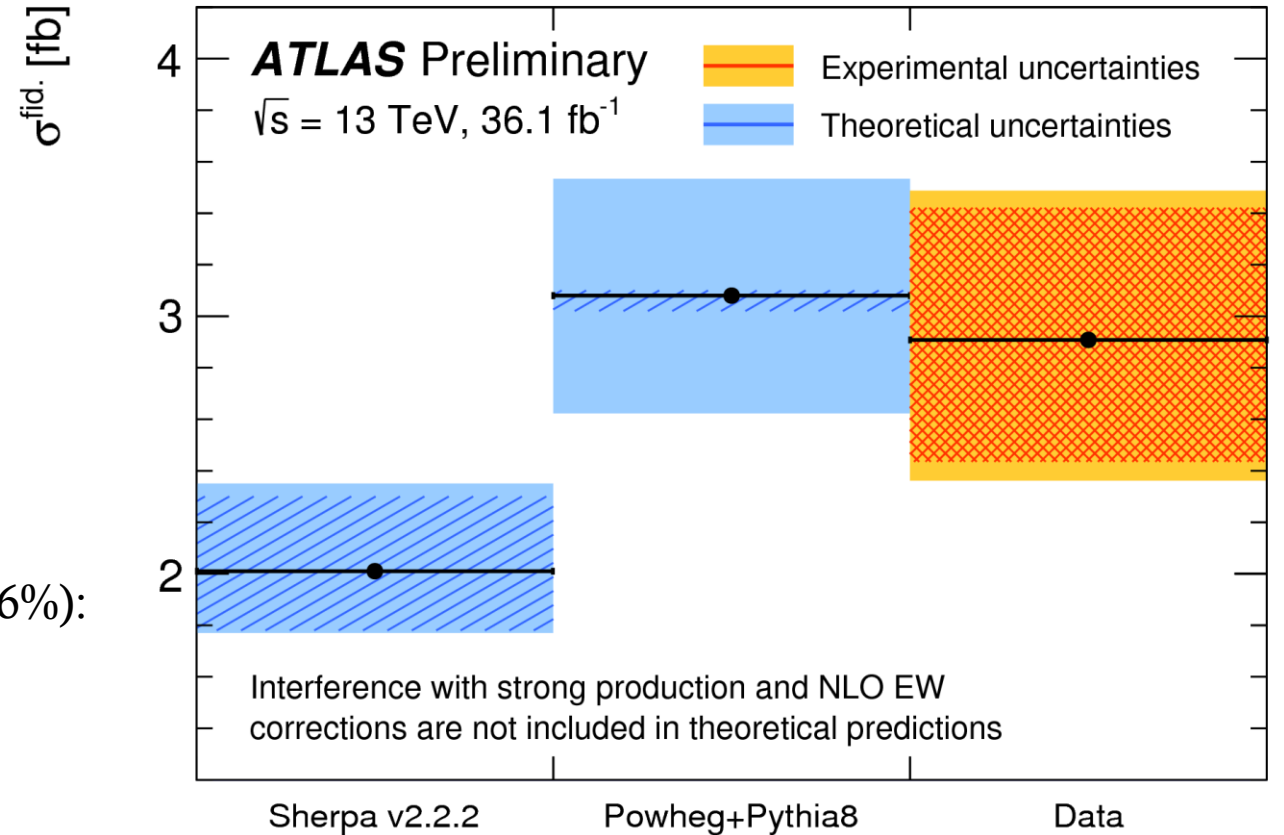 σ^fid. [fb]
4
3
2
ATLAS Preliminary
√s = 13 TeV, 36.1 fb⁻¹
Experimental uncertainties
Theoretical uncertainties
6%):
Interference with strong production and NLO EW
corrections are not included in theoretical predictions
Sherpa v2.2.2
Powheg+Pythia8
Data